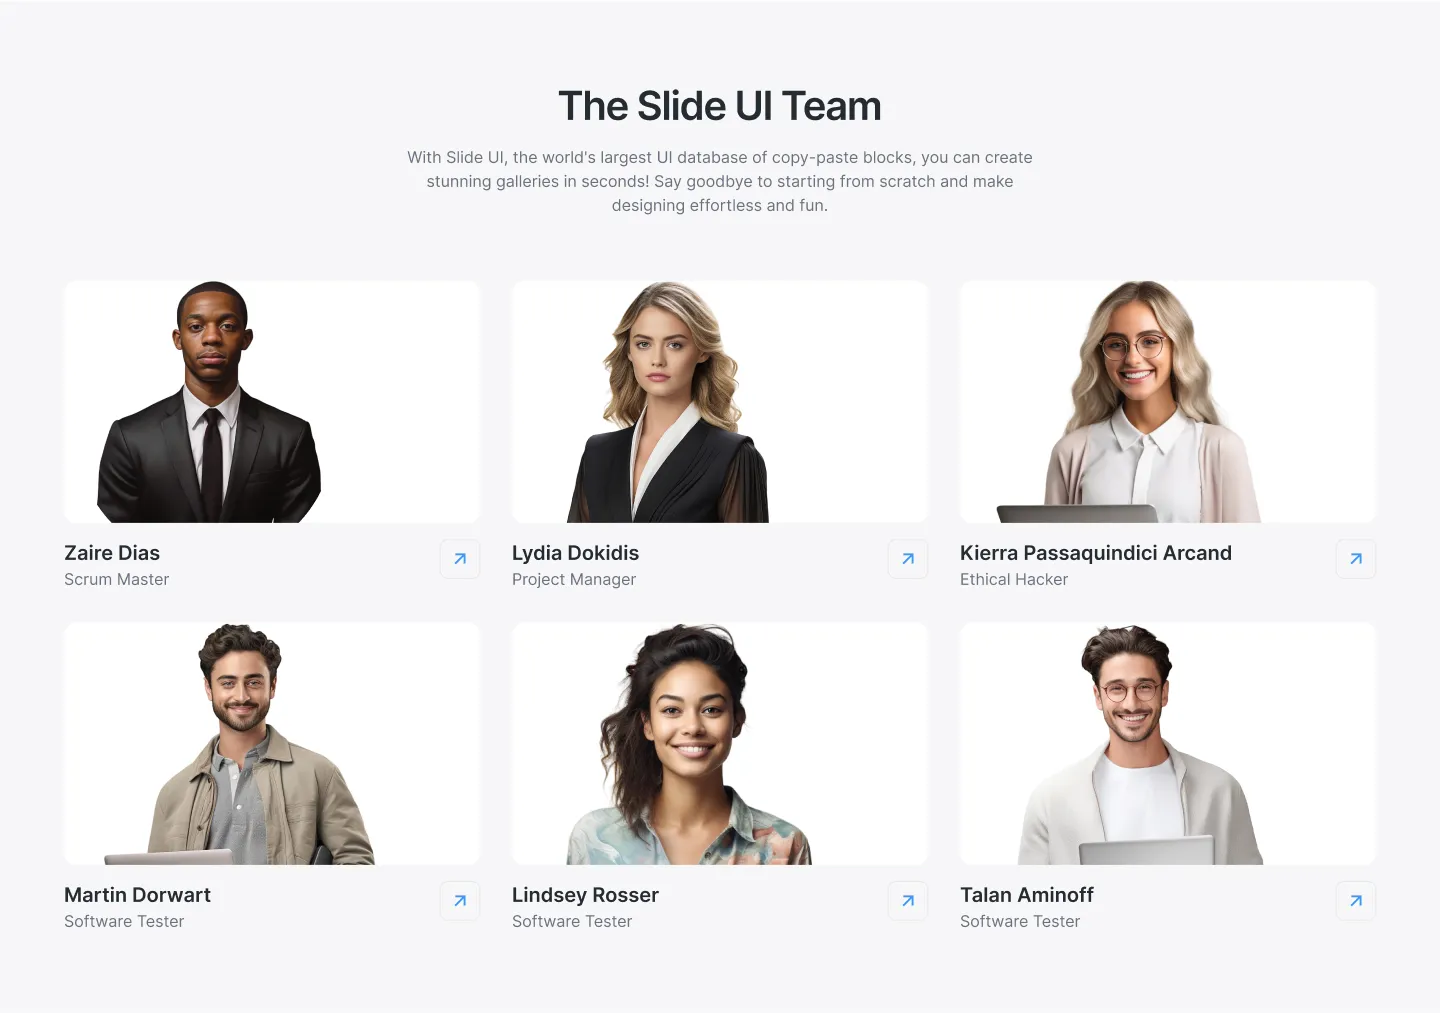 The Slide UI Team
With Slide UI, the world's largest UI database of copy-paste blocks, you can create
stunning galleries in seconds! Say goodbye to starting from scratch and make
designing effortless and fun.
Zaire Dias
Scrum Master
Lydia Dokidis
Project Manager
Kierra Passaquindici Arcand
Ethical Hacker
Martin Dorwart
Software Tester
Lindsey Rosser
Software Tester
Talan Aminoff
Software Tester